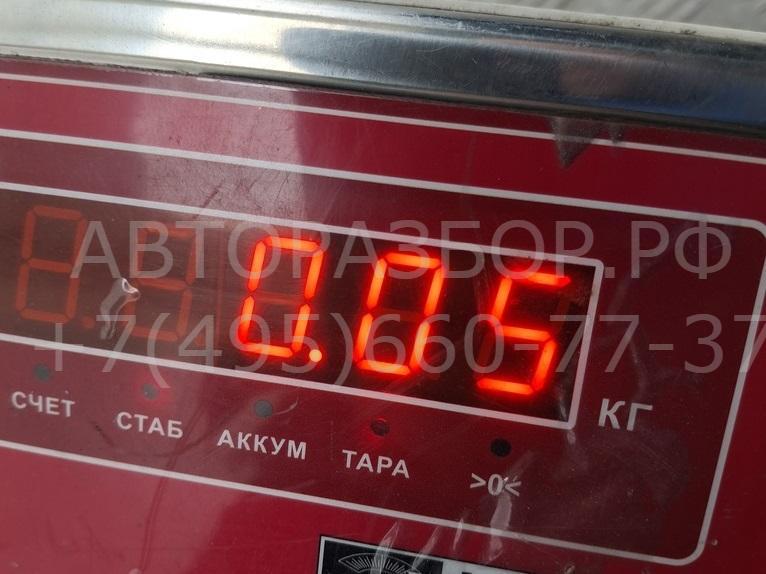 АВТОРАЗБОР.РФ
0.05
+7(495)660-77-37
КГ
СЧЕТ СТАБ АККУМ ТАРА >0<